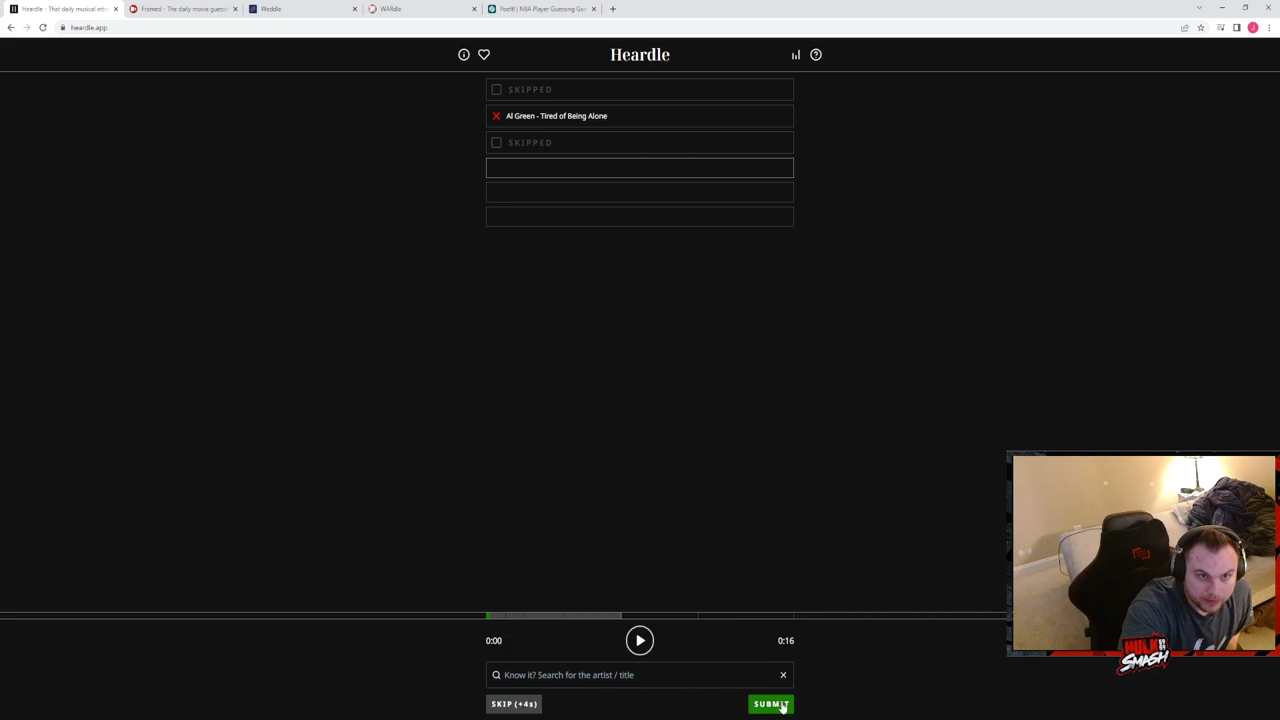 Heardle - That daily musical intro
Framed - The daily movie guessi
Weddle
WARdle
Poeltl | NBA Player Guessing Ga
heardle.app
J
Heardle
SKIPPED
Al Green - Tired of Being Alone
SKIPPED
0:00
0:16
Know it? Search for the artist / title
SKIP (+4s)
SUBMIT
HULK
SMASH